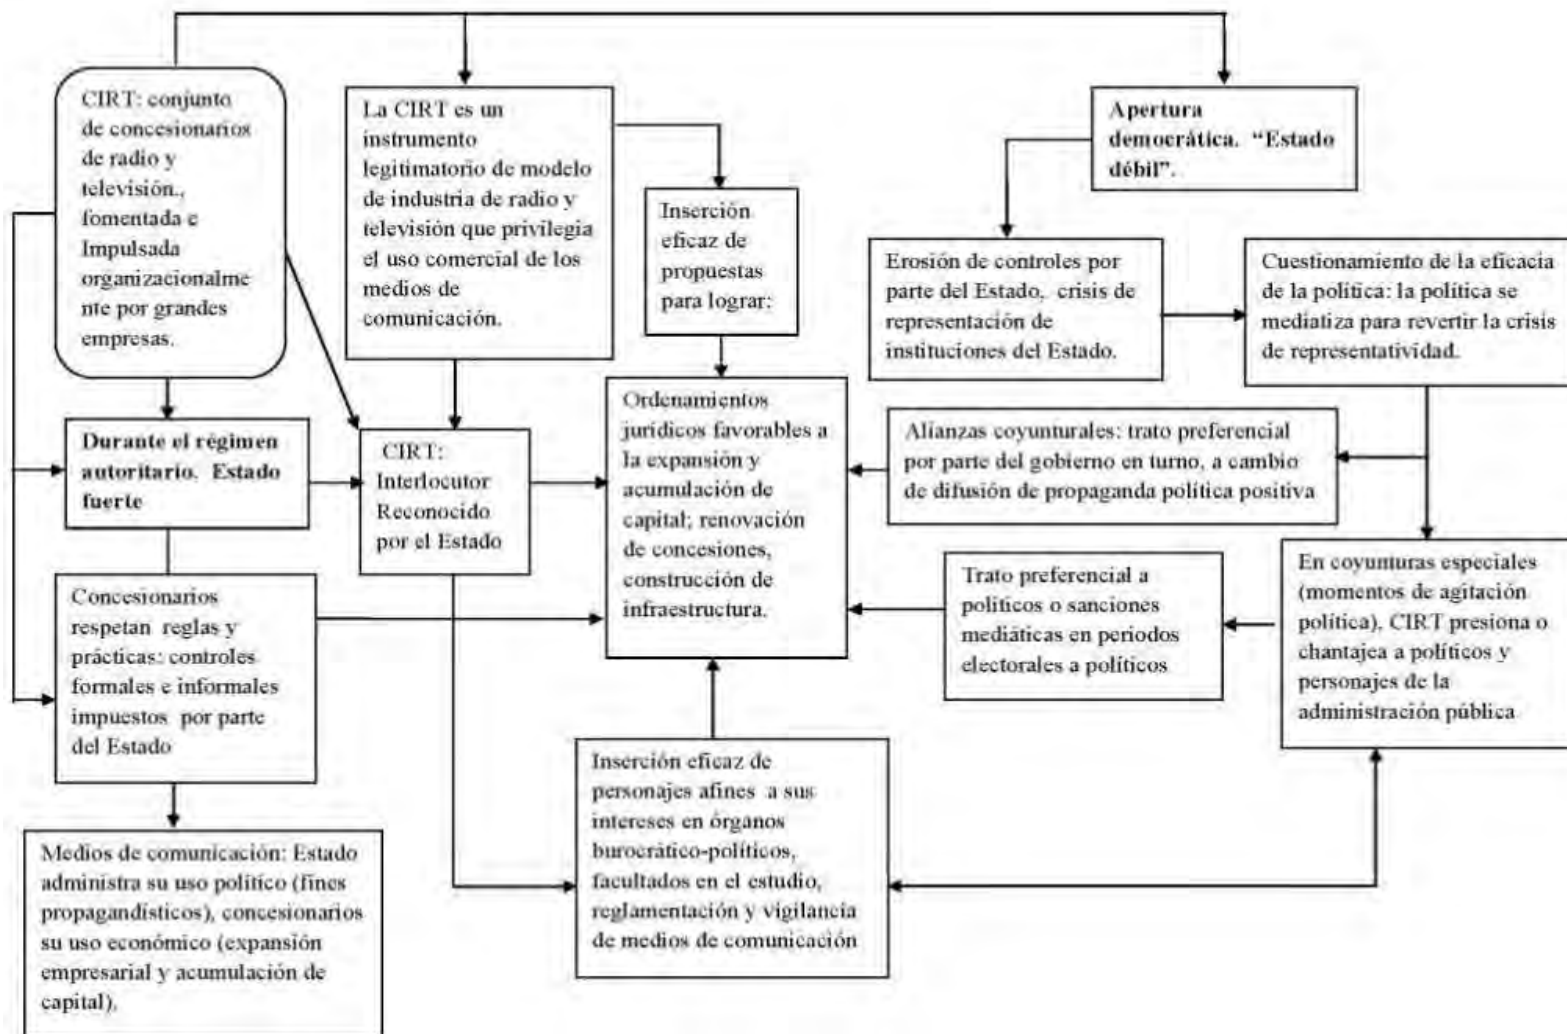 CIRT: conjunto
de concesionarios
de radio y
televisión.,
fomentada e
Impulsada
organizacionalme
nte por grandes
empresas.
La CIRT es un
instrumento
legitimatorio de modelo
de industria de radio y
televisión que privilegia
el uso comercial de los
medios de
comunicación.
Inserción
eficaz de
propuestas
para lograr:
Apertura
democrática. “Estado
débil”.
Erosión de controles por
parte del Estado, crisis de
representación de
instituciones del Estado.
Cuestionamiento de la eficacia
de la política: la política se
mediatiza para revertir la crisis
de representatividad.
Durante el régimen
autoritario. Estado
fuerte
CIRT:
Interlocutor
Reconocido
por el Estado
Ordenamientos
jurídicos favorables a
la expansión y
acumulación de
capital; renovación
de concesiones,
construcción de
infraestructura.
Alianzas coyunturales: trato preferencial
por parte del gobierno en turno, a cambio
de difusión de propaganda política positiva
Concesionarios
respetan reglas y
prácticas: controles
formales e informales
impuestos por parte
del Estado
Trato preferencial a
políticos o sanciones
mediáticas en periodos
electorales a políticos
En coyunturas especiales
(momentos de agitación
política), CIRT presiona o
chantajea a políticos y
personajes de la
administración pública
Inserción eficaz de
personajes afines a sus
intereses en órganos
burocrático-políticos,
facultados en el estudio,
reglamentación y vigilancia
de medios de comunicación
Medios de comunicación: Estado
administra su uso político (fines
propagandísticos), concesionarios
su uso económico (expansión
empresarial y acumulación de
capital).